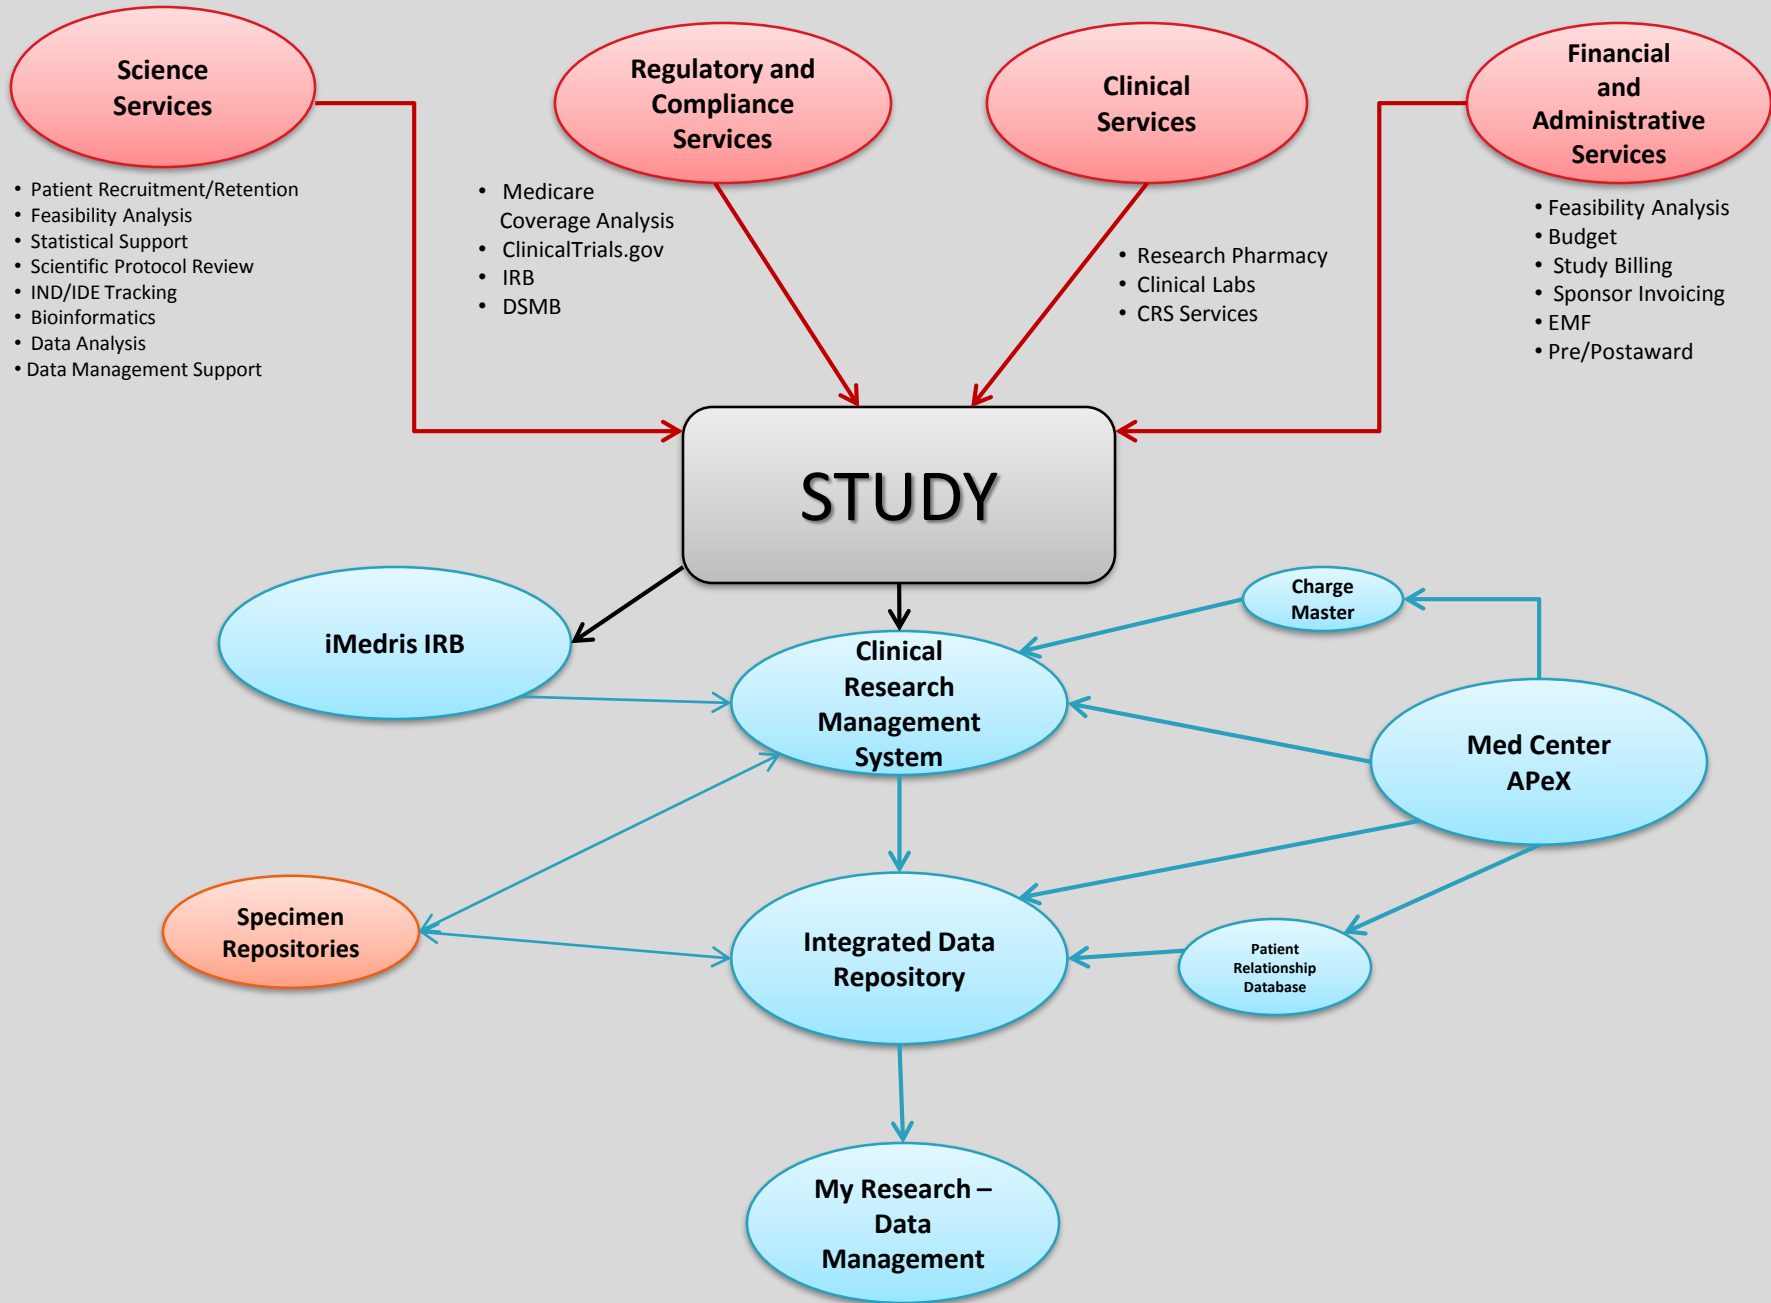 Science
Services
Regulatory and
Compliance
Services
Clinical
Services
Financial
and
Administrative
Services
• Patient Recruitment/Retention
• Feasibility Analysis
• Statistical Support
• Scientific Protocol Review
• IND/IDE Tracking
• Bioinformatics
• Data Analysis
• Data Management Support
• Medicare
Coverage Analysis
• ClinicalTrials.gov
• IRB
• DSMB
• Research Pharmacy
• Clinical Labs
• CRS Services
• Feasibility Analysis
• Budget
• Study Billing
• Sponsor Invoicing
• EMF
• Pre/Postaward
STUDY
iMedris IRB
Clinical
Research
Management
System
Charge
Master
Med Center
APeX
Specimen
Repositories
Integrated Data
Repository
Patient
Relationship
Database
My Research –
Data
Management